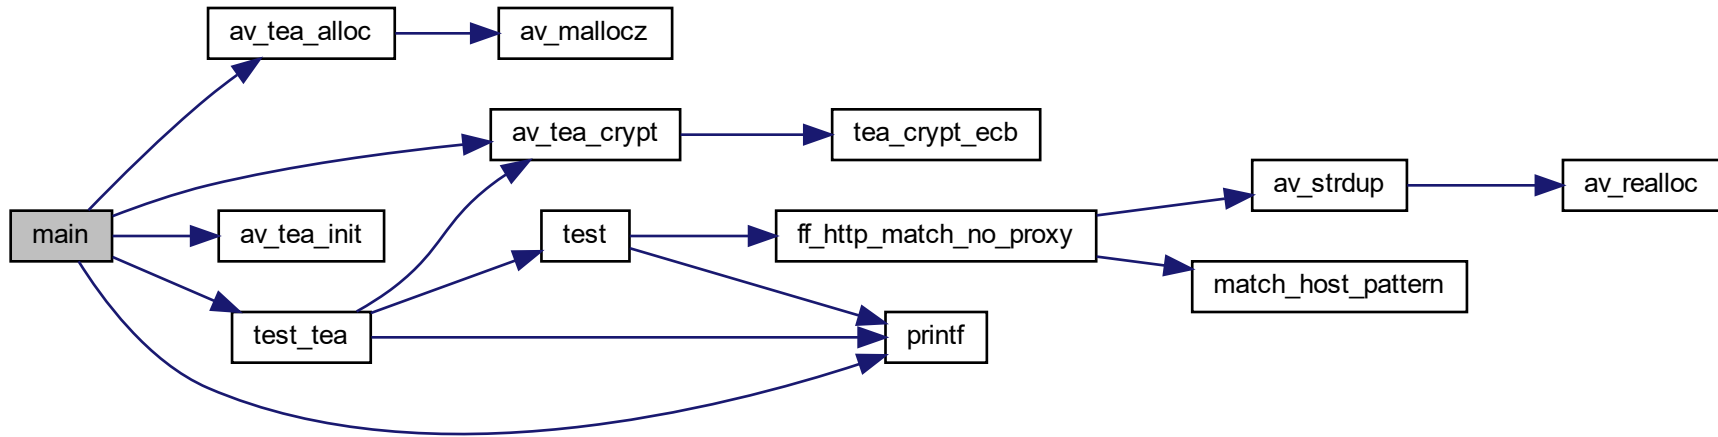 av_tea_alloc
av_mallocz
av_tea_crypt
tea_crypt_ecb
av_strdup
av_realloc
main
av_tea_init
test
ff_http_match_no_proxy
match_host_pattern
test_tea
printf